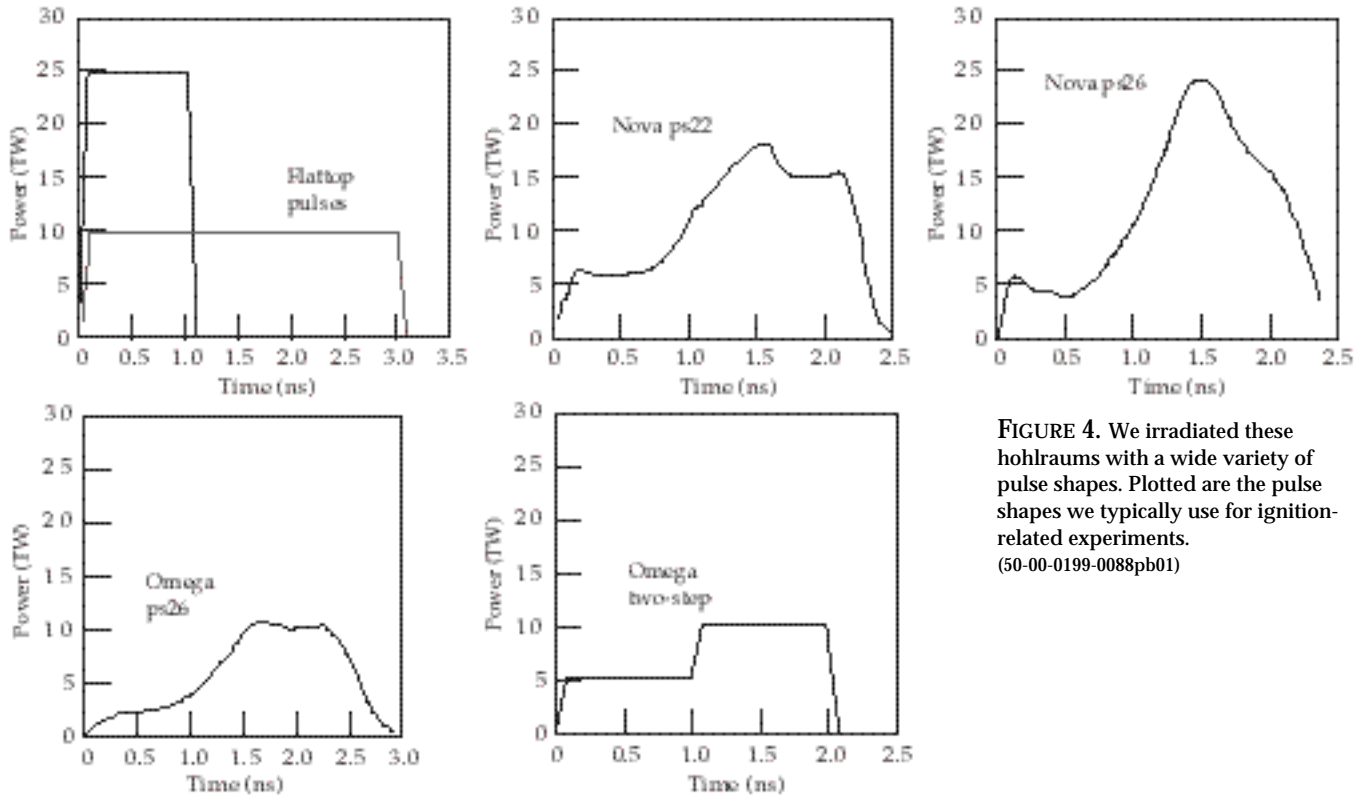 30
25
20
15
10
5
0
Power (TW)
Flattop
pulses
0 0.5 1.0 1.5 2.0 2.5 3.0 3.5
Time (ns)
30
25
20
15
10
5
0
Power (TW)
Nova ps22
0 0.5 1.0 1.5 2.0 2.5
Time (ns)
30
25
20
15
10
5
0
Power (TW)
Nova ps26
0 0.5 1.0 1.5 2.0 2.5
Time (ns)
30
25
20
15
10
5
0
Power (TW)
Omega
ps26
0 0.5 1.0 1.5 2.0 2.5 3.0
Time (ns)
30
25
20
15
10
5
0
Power (TW)
Omega
two-step
0 0.5 1.0 1.5 2.0 2.5
Time (ns)
FIGURE 4. We irradiated these
hohlraums with a wide variety of
pulse shapes. Plotted are the pulse
shapes we typically use for ignition-
related experiments.
(50-00-0199-0088pb01)